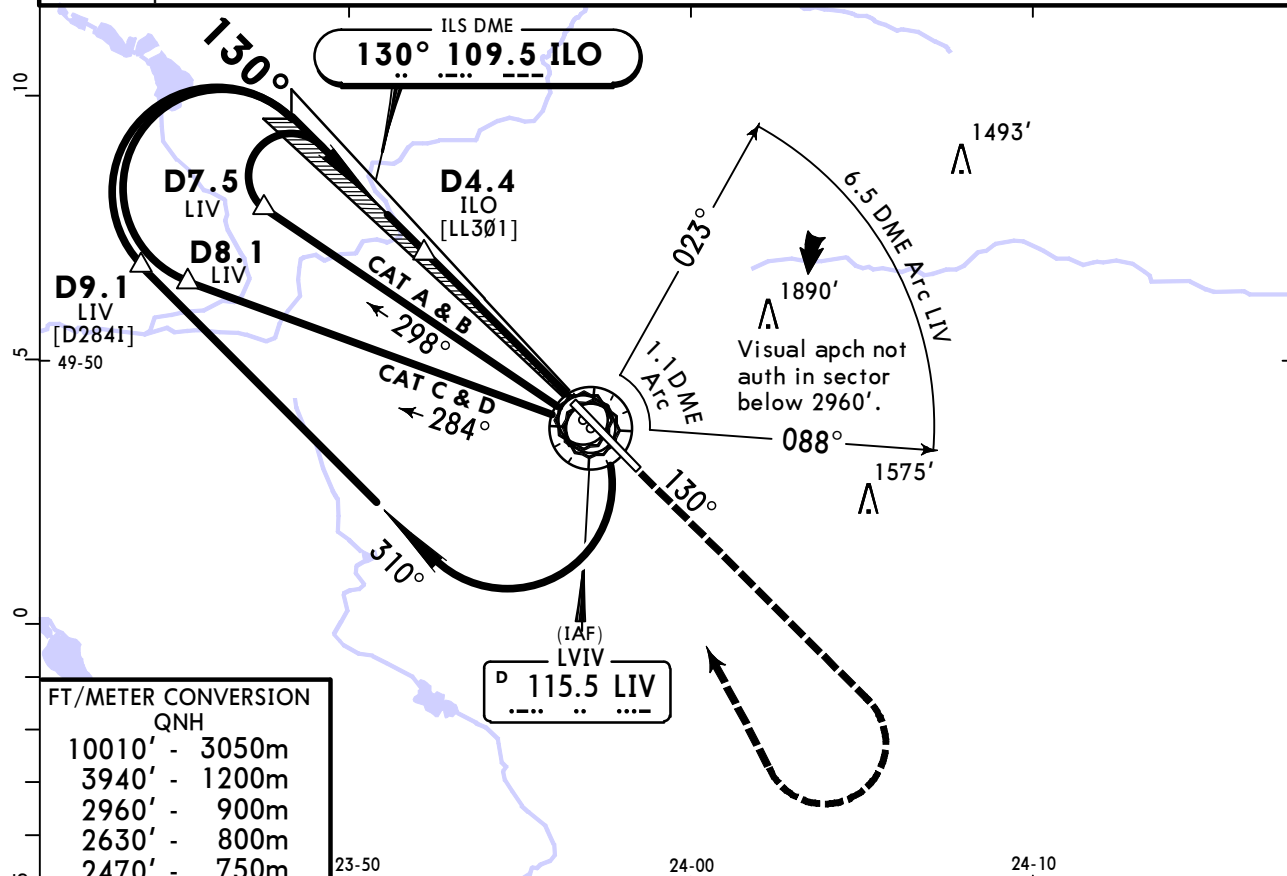 ILS DME
130° 109.5 ILO
130°
10
D7.5
LIV
D4.4
ILO
[LL3Ø1]
D8.1
LIV
D9.1
LIV
[D284I]
49-50
5
CAT A & B
298°
CAT C & D
284°
1493'
023°
6.5 DME Arc LIV
1890'
Visual apch not
auth in sector
below 2960'.
1.1 DME
Arc
088°
1575'
130°
310°
0
(IAF)
LVIV
D 115.5 LIV
FT/METER CONVERSION
QNH
10010' - 3050m
3940' - 1200m
2960' - 900m
2630' - 800m
2470' - 750m
23-50
24-00
24-10